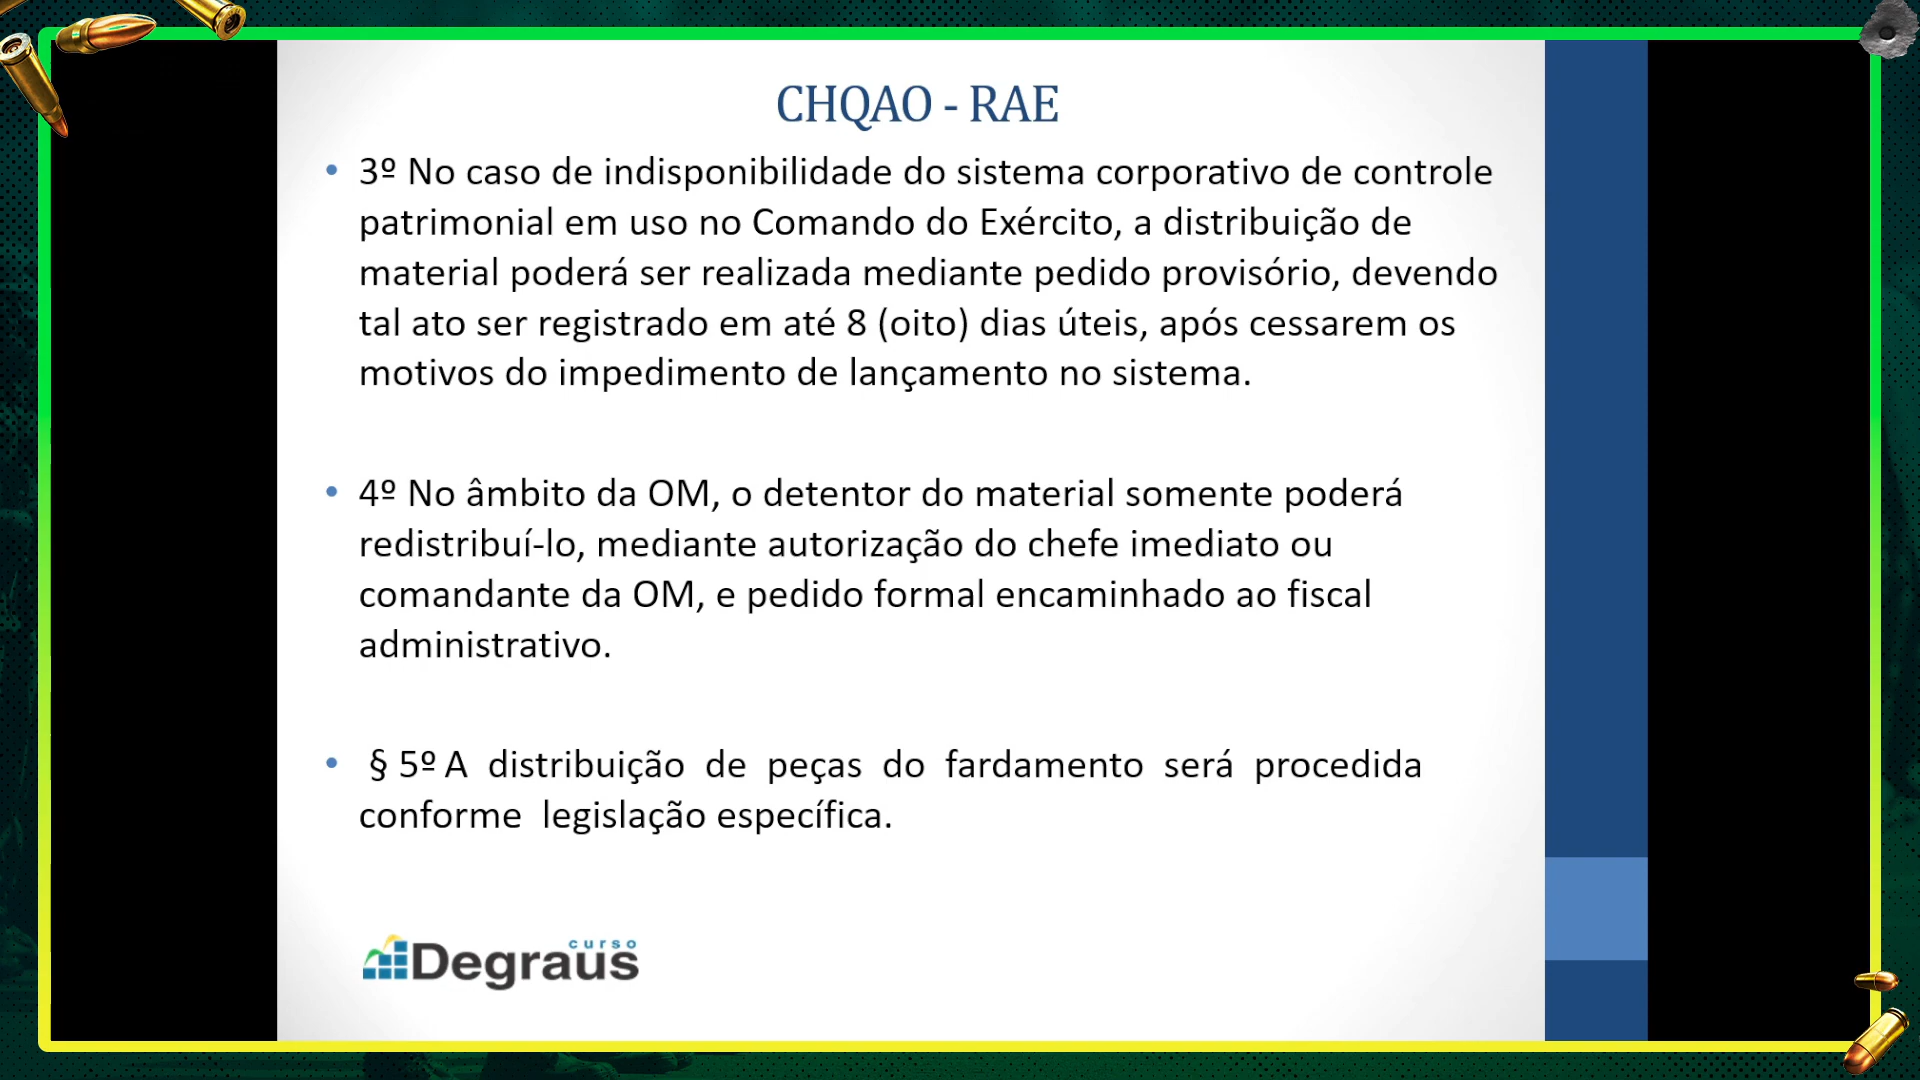 CHQAO - RAE
• 3º No caso de indisponibilidade do sistema corporativo de controle
patrimonial em uso no Comando do Exército, a distribuição de
material poderá ser realizada mediante pedido provisório, devendo
tal ato ser registrado em até 8 (oito) dias úteis, após cessarem os
motivos do impedimento de lançamento no sistema.
• 4º No âmbito da OM, o detentor do material somente poderá
redistribuí-lo, mediante autorização do chefe imediato ou
comandante da OM, e pedido formal encaminhado ao fiscal
administrativo.
• § 5º A distribuição de peças do fardamento será procedida
conforme legislação específica.
curso
Degraus